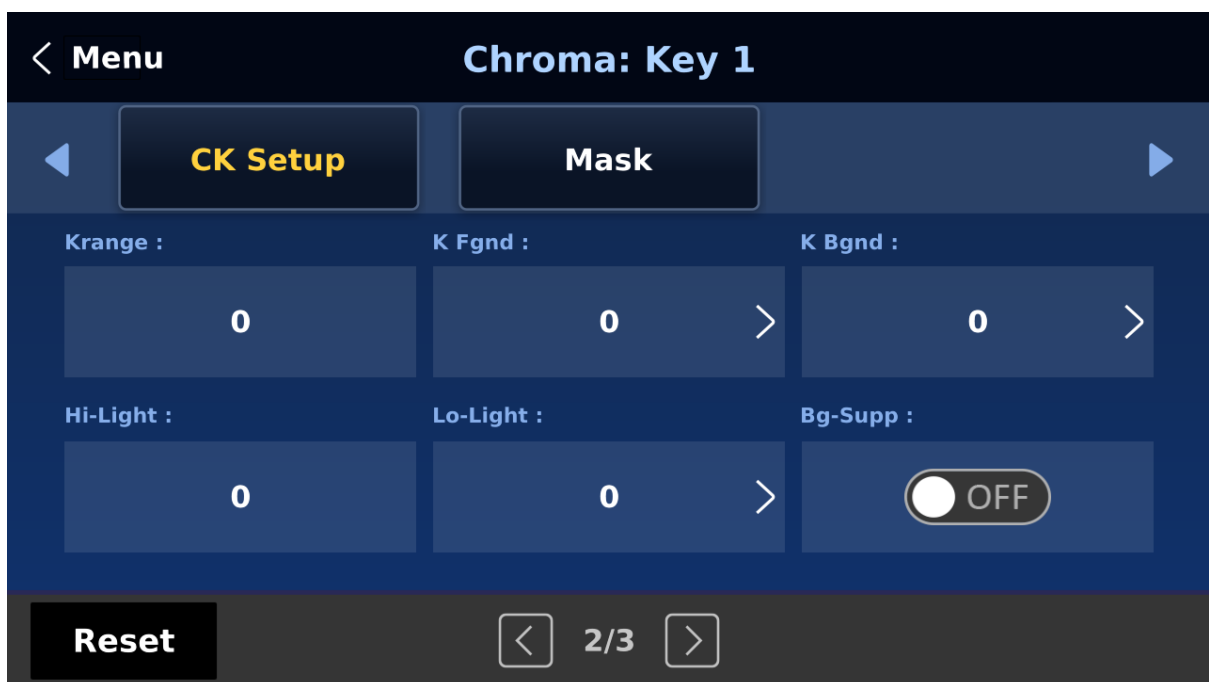 Menu
Chroma: Key 1
CK Setup
Mask
Krange :
K Fgnd :
K Bgnd :
0
0
0
Hi-Light :
Lo-Light :
Bg-Supp :
0
0
OFF
Reset
2/3